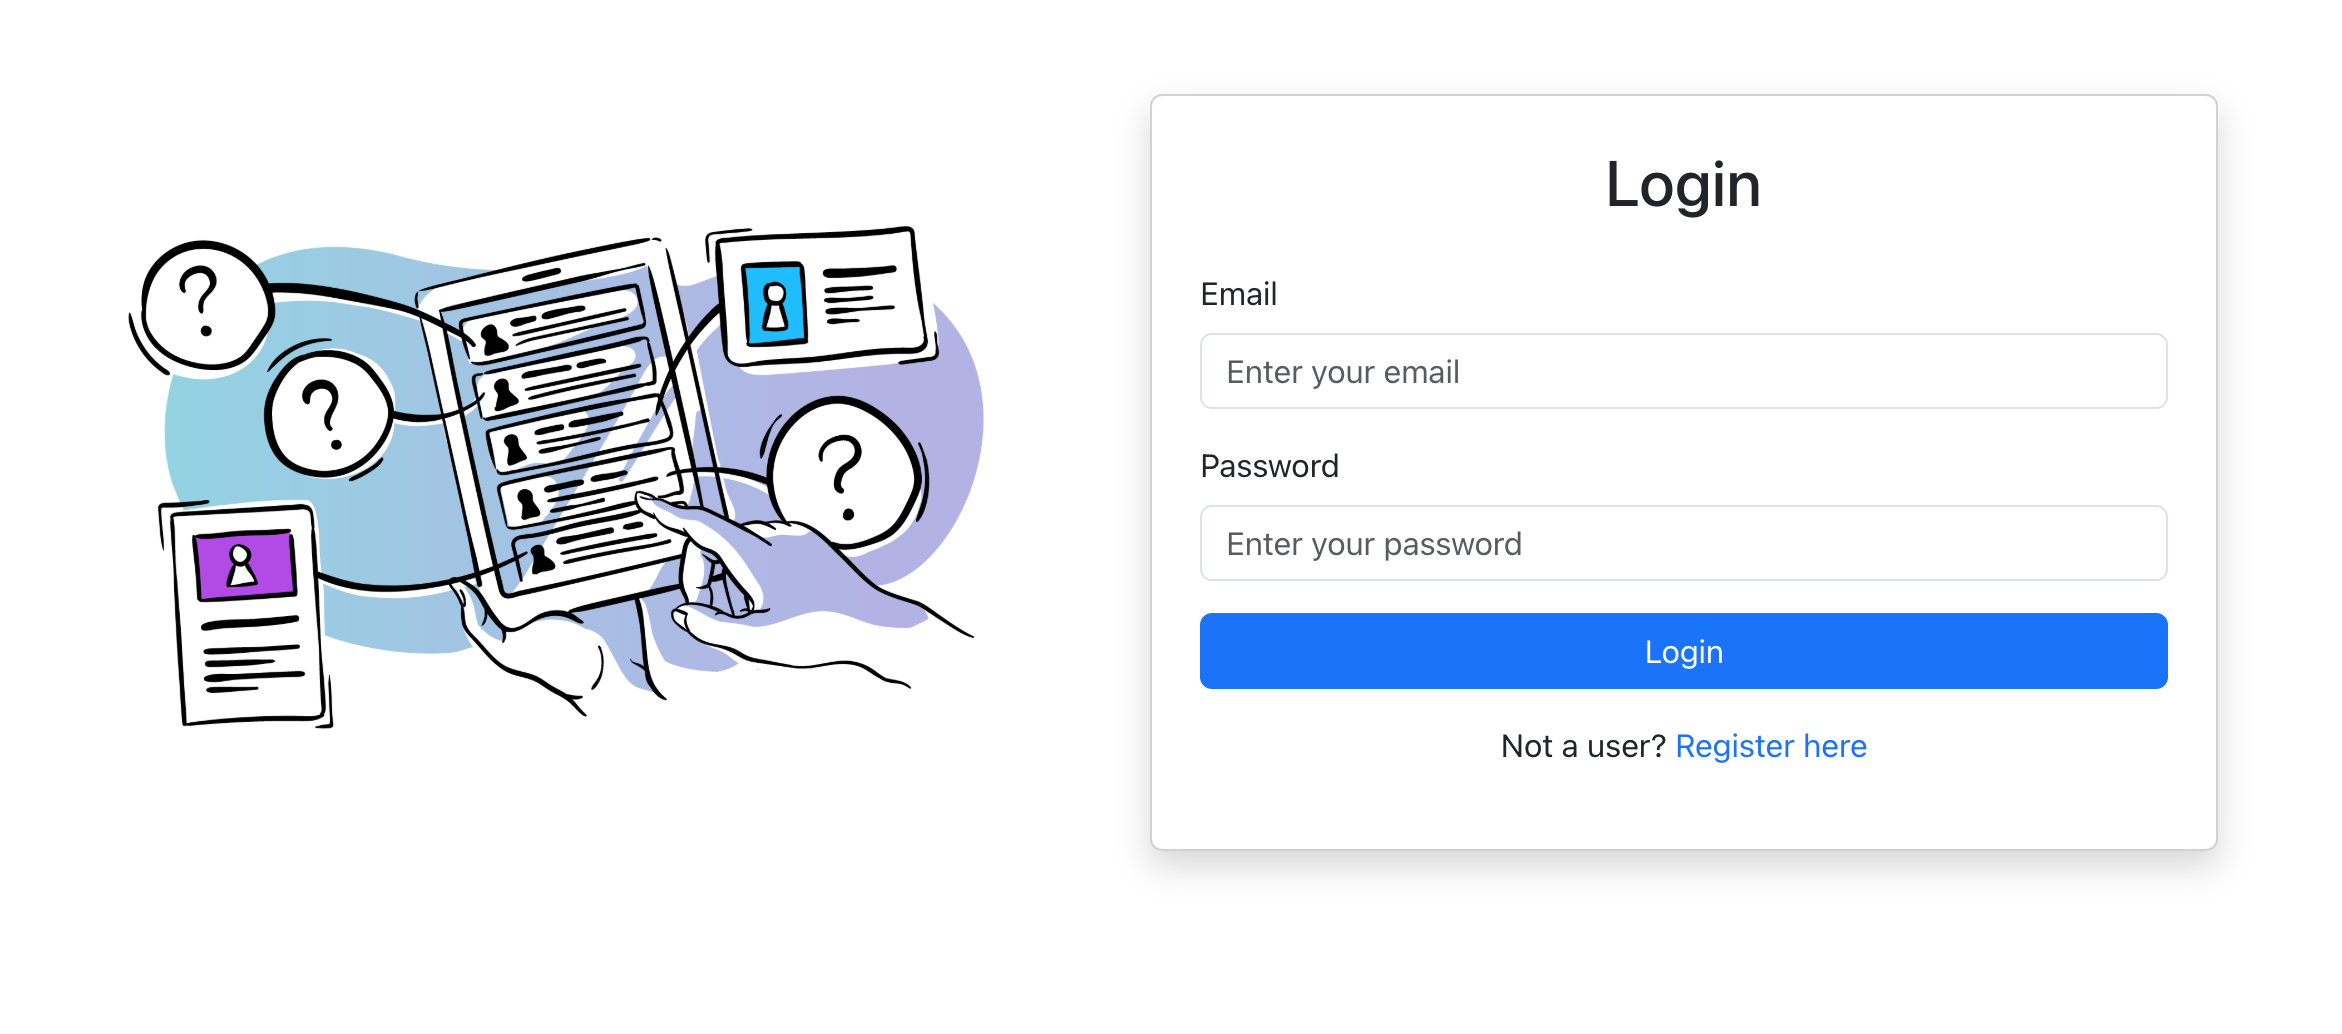 ?
?
?
Login
Email
Enter your email
Password
Enter your password
Login
Not a user? Register here